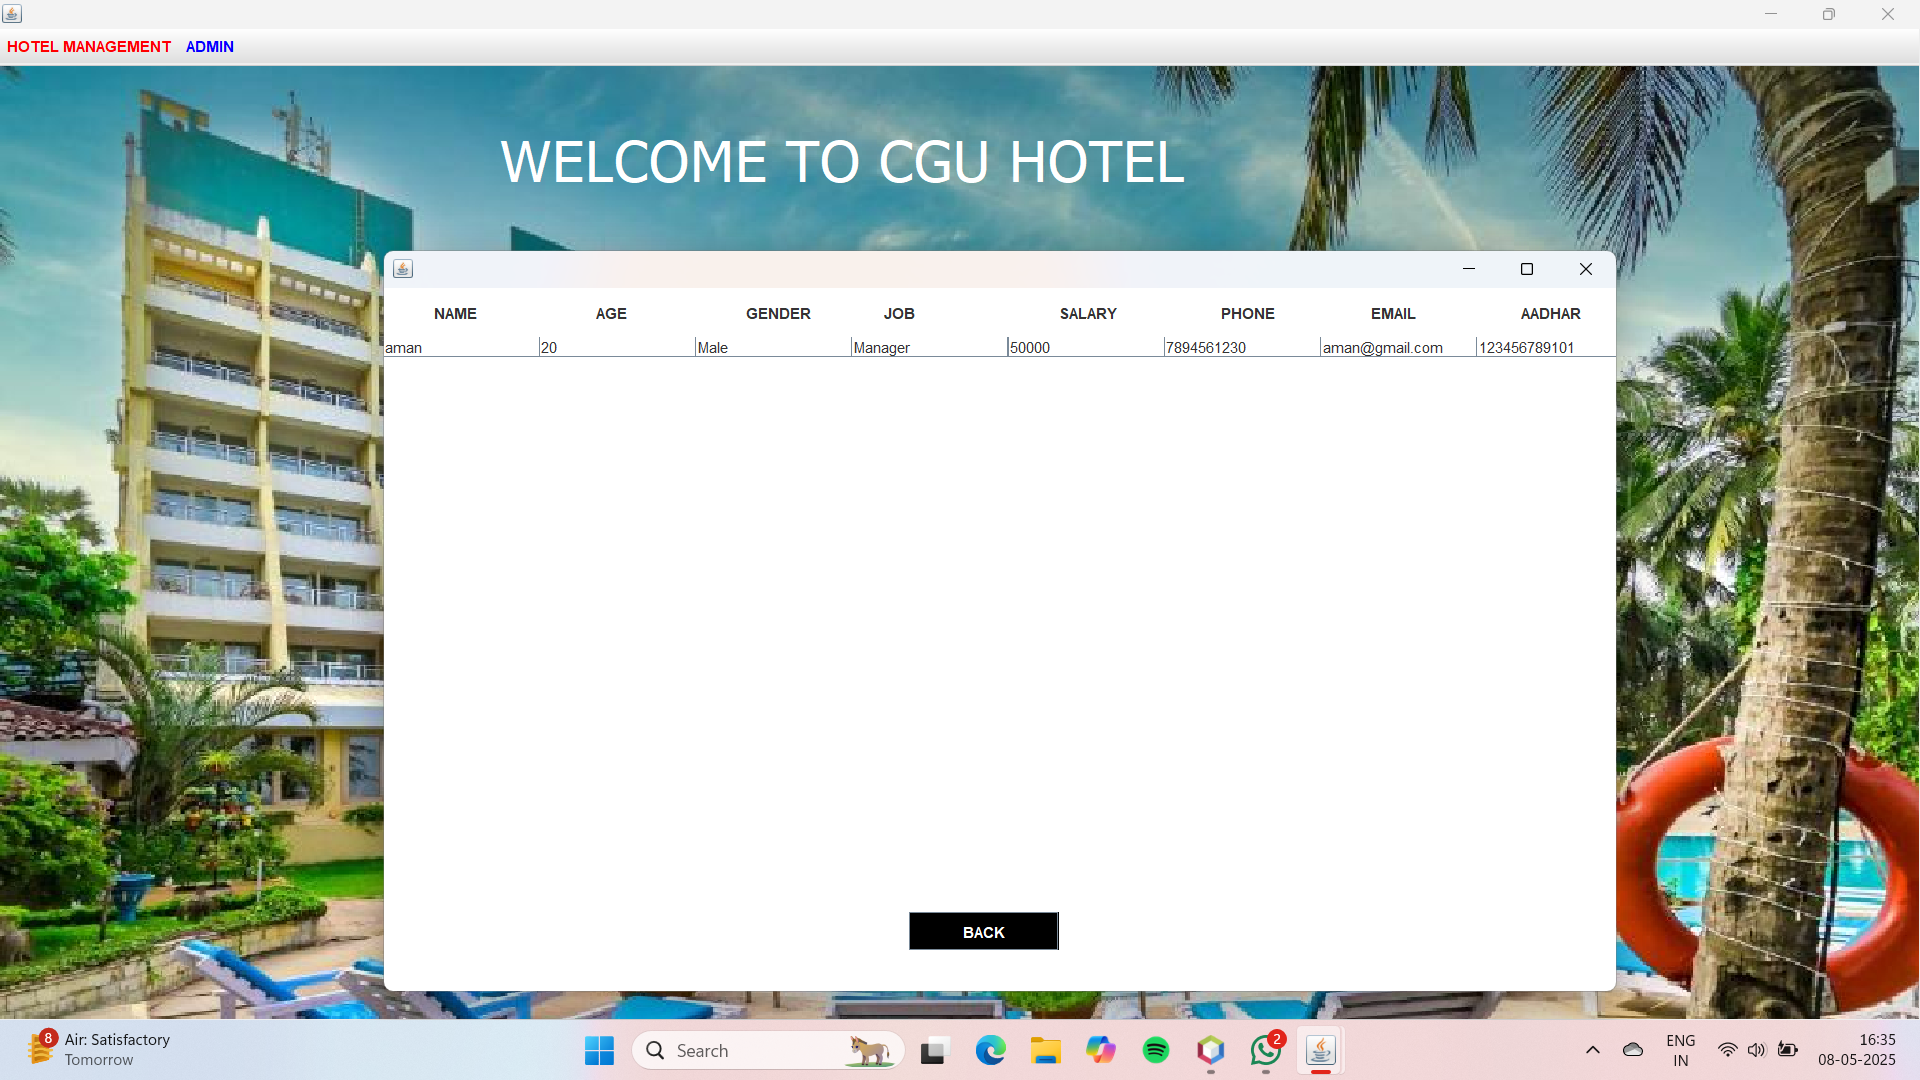 HOTEL MANAGEMENT ADMIN
WELCOME TO CGU HOTEL
NAME AGE GENDER JOB SALARY PHONE EMAIL AADHAR
aman 20 Male Manager 50000 7894561230 aman@gmail.com 123456789101
BACK
8 Air: Satisfactory
Tomorrow
Search
2
ENG
IN
16:35
08-05-2025